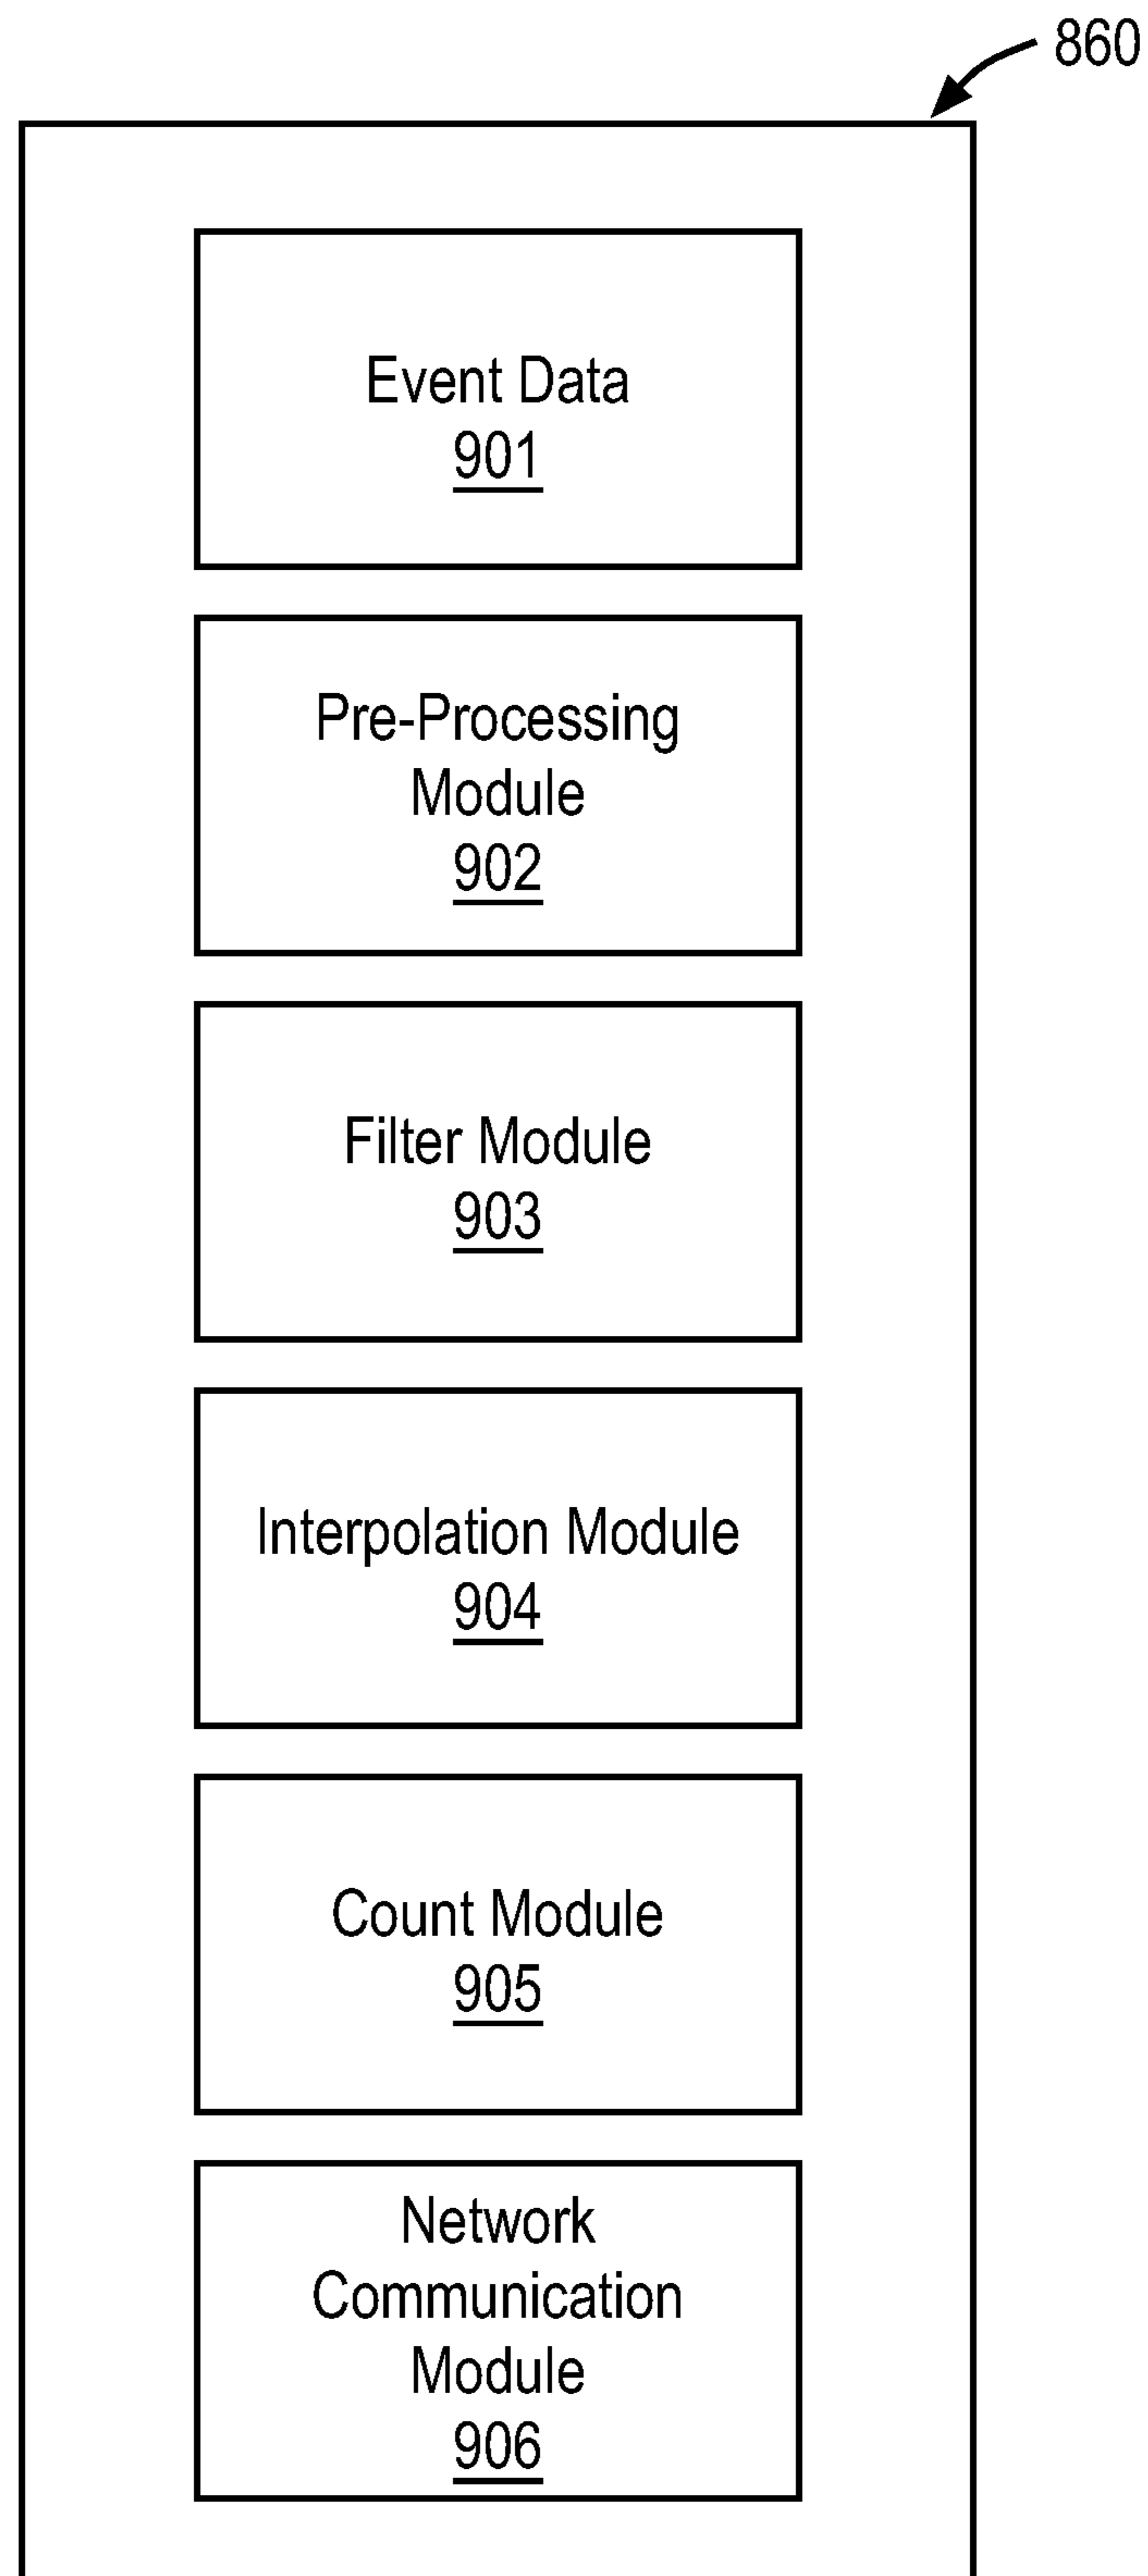 860
Event Data
901
Pre-Processing
Module
902
Filter Module
903
Interpolation Module
904
Count Module
905
Network
Communication
Module
906